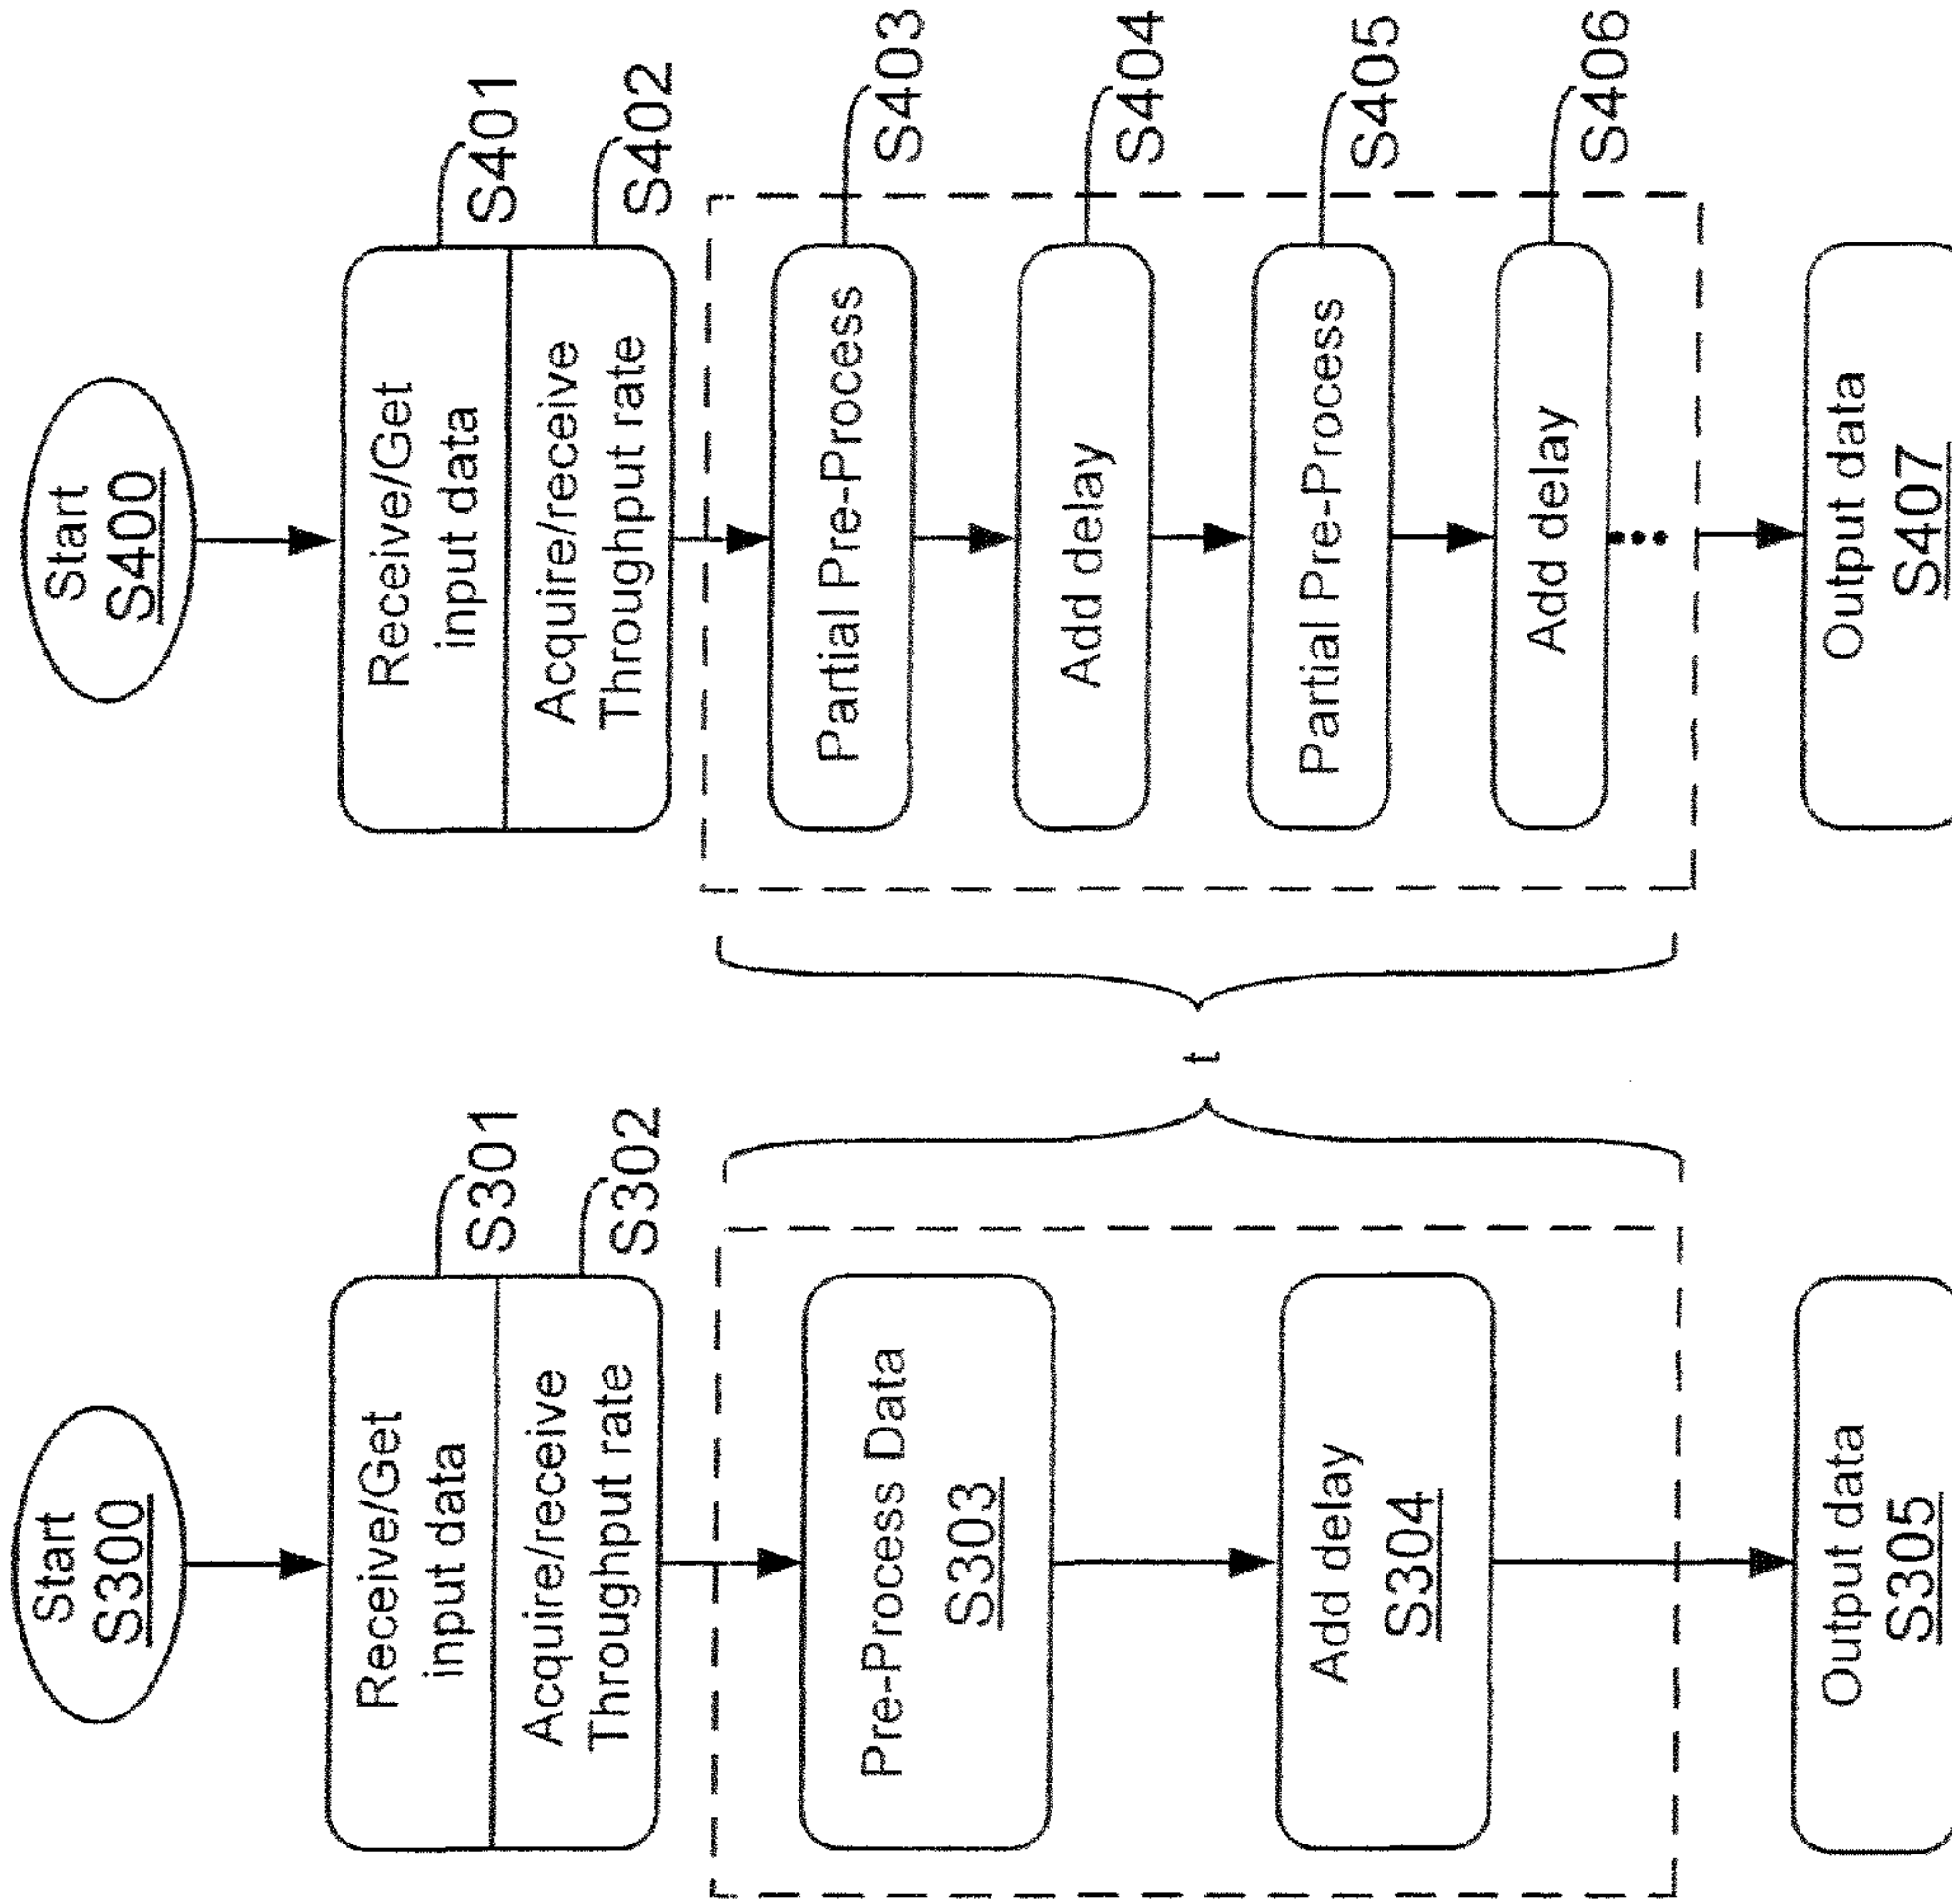 Start
S300
Receive/Get
input data
S301
Acquire/receive
Throughput rate
S302
Pre-Process Data
S303
Add delay
S304
Output data
S305
t
Start
S400
Receive/Get
input data
S401
Acquire/receive
Throughput rate
S402
Partial Pre-Process
S403
Add delay
S404
Partial Pre-Process
S405
Add delay
S406
Output data
S407